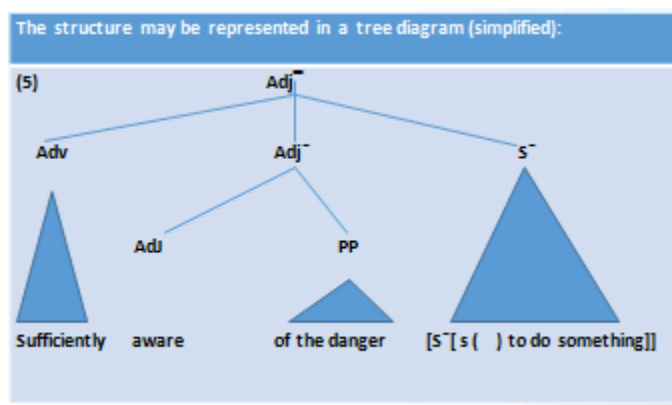 The structure may be represented in a tree diagram (simplified):
(5) Adj⁼
Adv Adj¯ S¯
AdJ PP
Sufficiently aware of the danger [S¯[ s ( ) to do something]]